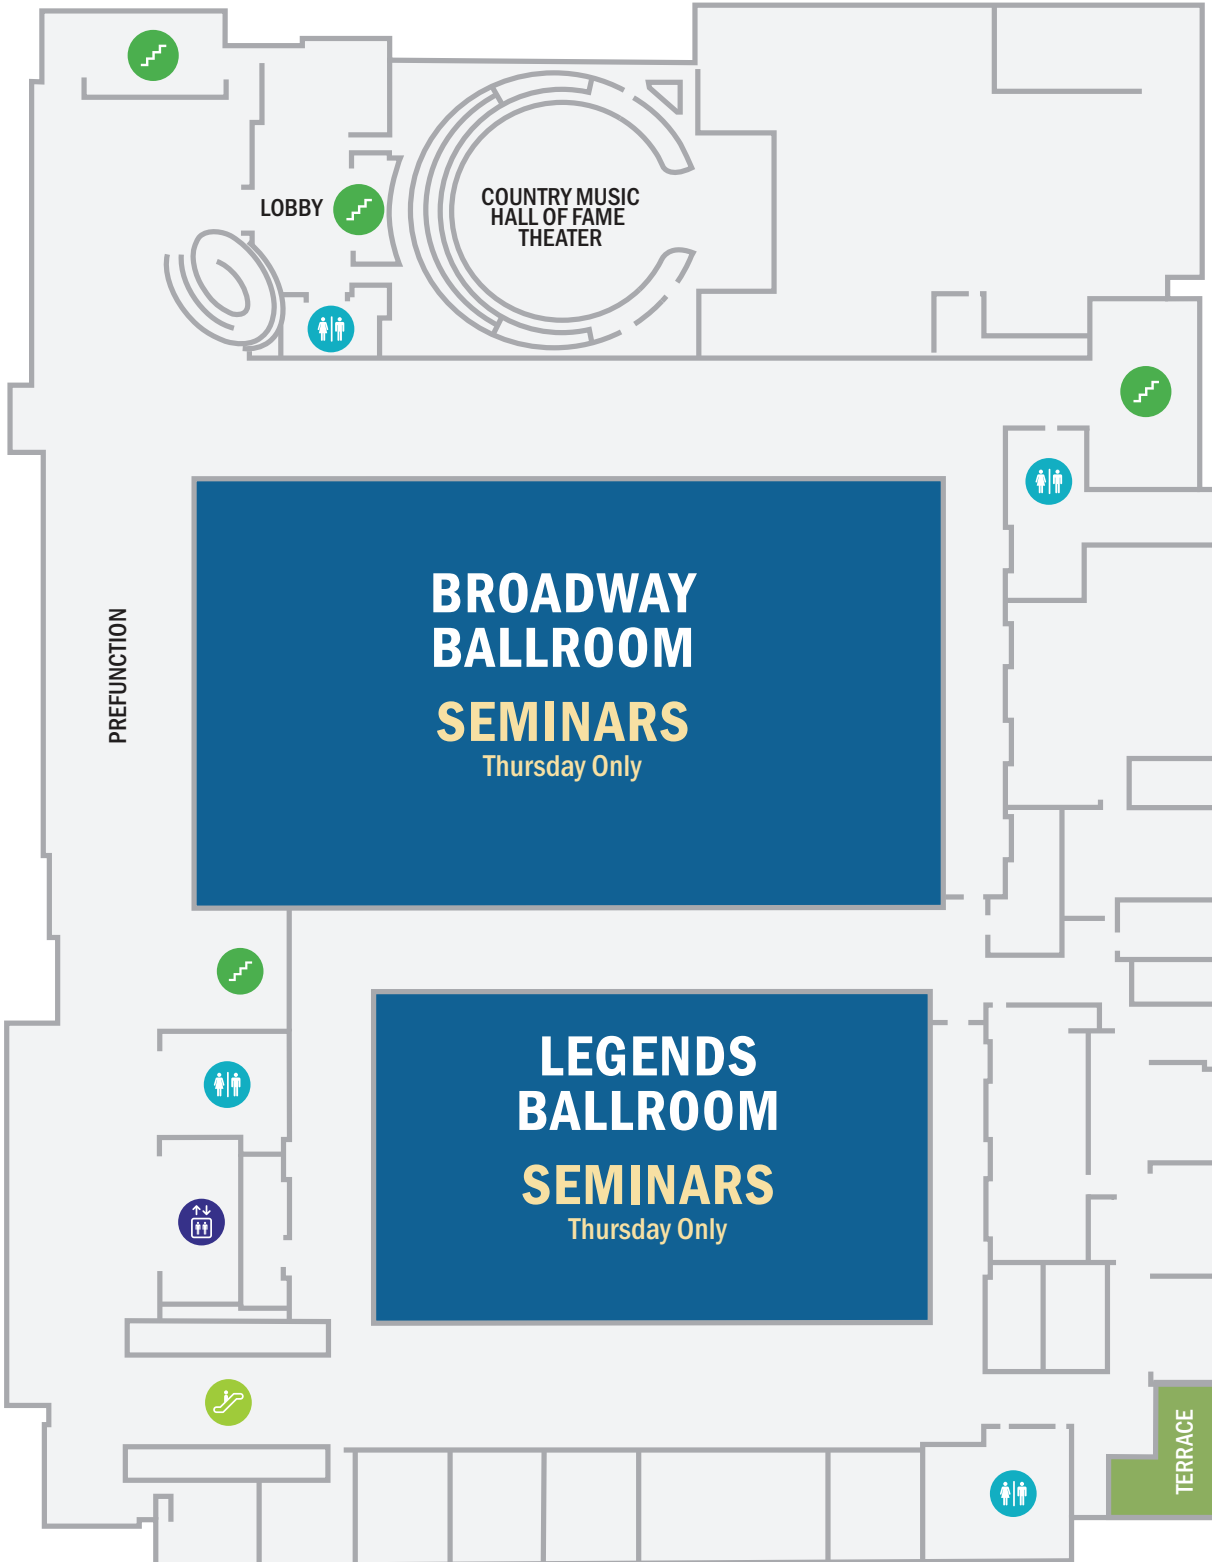 LOBBY
COUNTRY MUSIC
HALL OF FAME
THEATER
PREFUNCTION
BROADWAY
BALLROOM
SEMINARS
Thursday Only
LEGENDS
BALLROOM
SEMINARS
Thursday Only
TERRACE